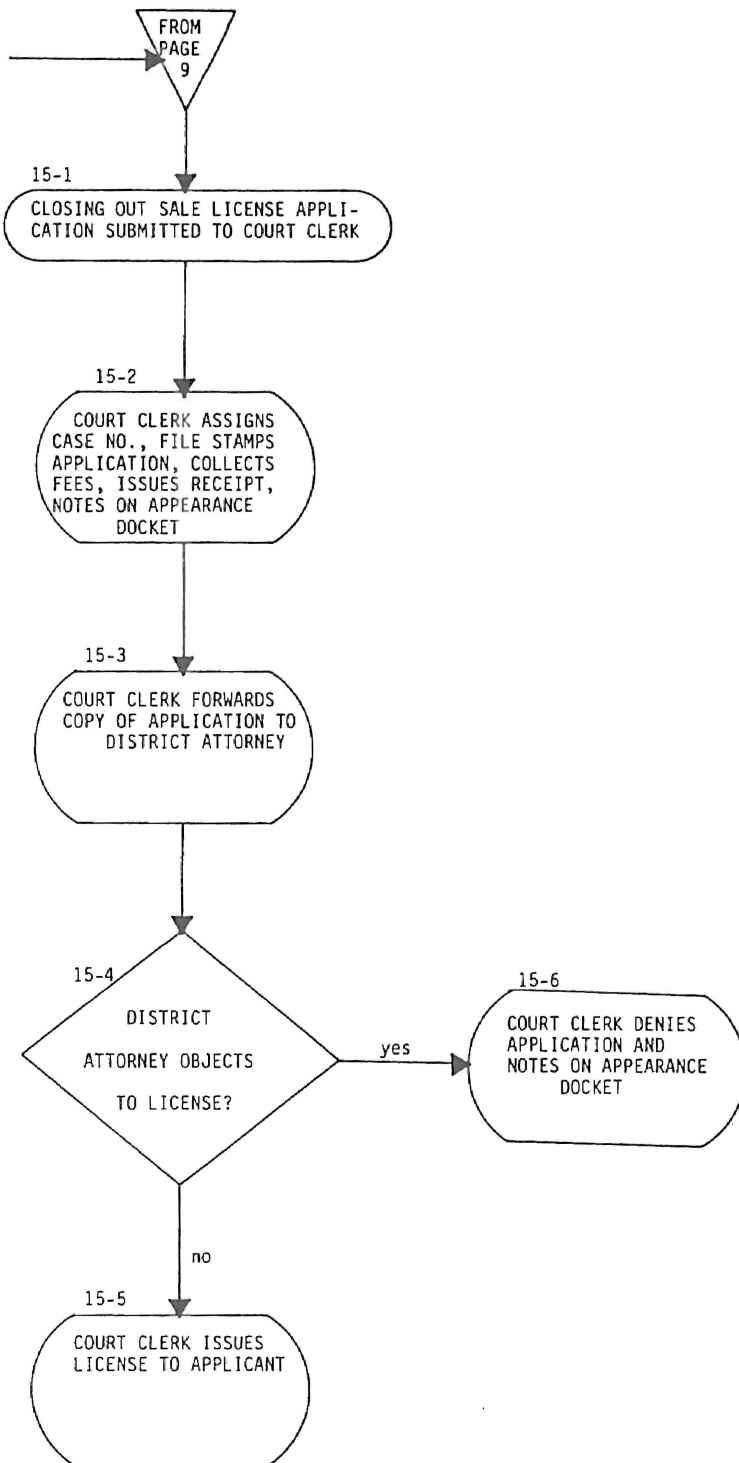 FROM
PAGE
9
15-1
CLOSING OUT SALE LICENSE APPLI-
CATION SUBMITTED TO COURT CLERK
15-2
COURT CLERK ASSIGNS
CASE NO., FILE STAMPS
APPLICATION, COLLECTS
FEES, ISSUES RECEIPT,
NOTES ON APPEARANCE
DOCKET
15-3
COURT CLERK FORWARDS
COPY OF APPLICATION TO
DISTRICT ATTORNEY
15-4
DISTRICT
ATTORNEY OBJECTS
TO LICENSE?
yes
15-6
COURT CLERK DENIES
APPLICATION AND
NOTES ON APPEARANCE
DOCKET
no
15-5
COURT CLERK ISSUES
LICENSE TO APPLICANT